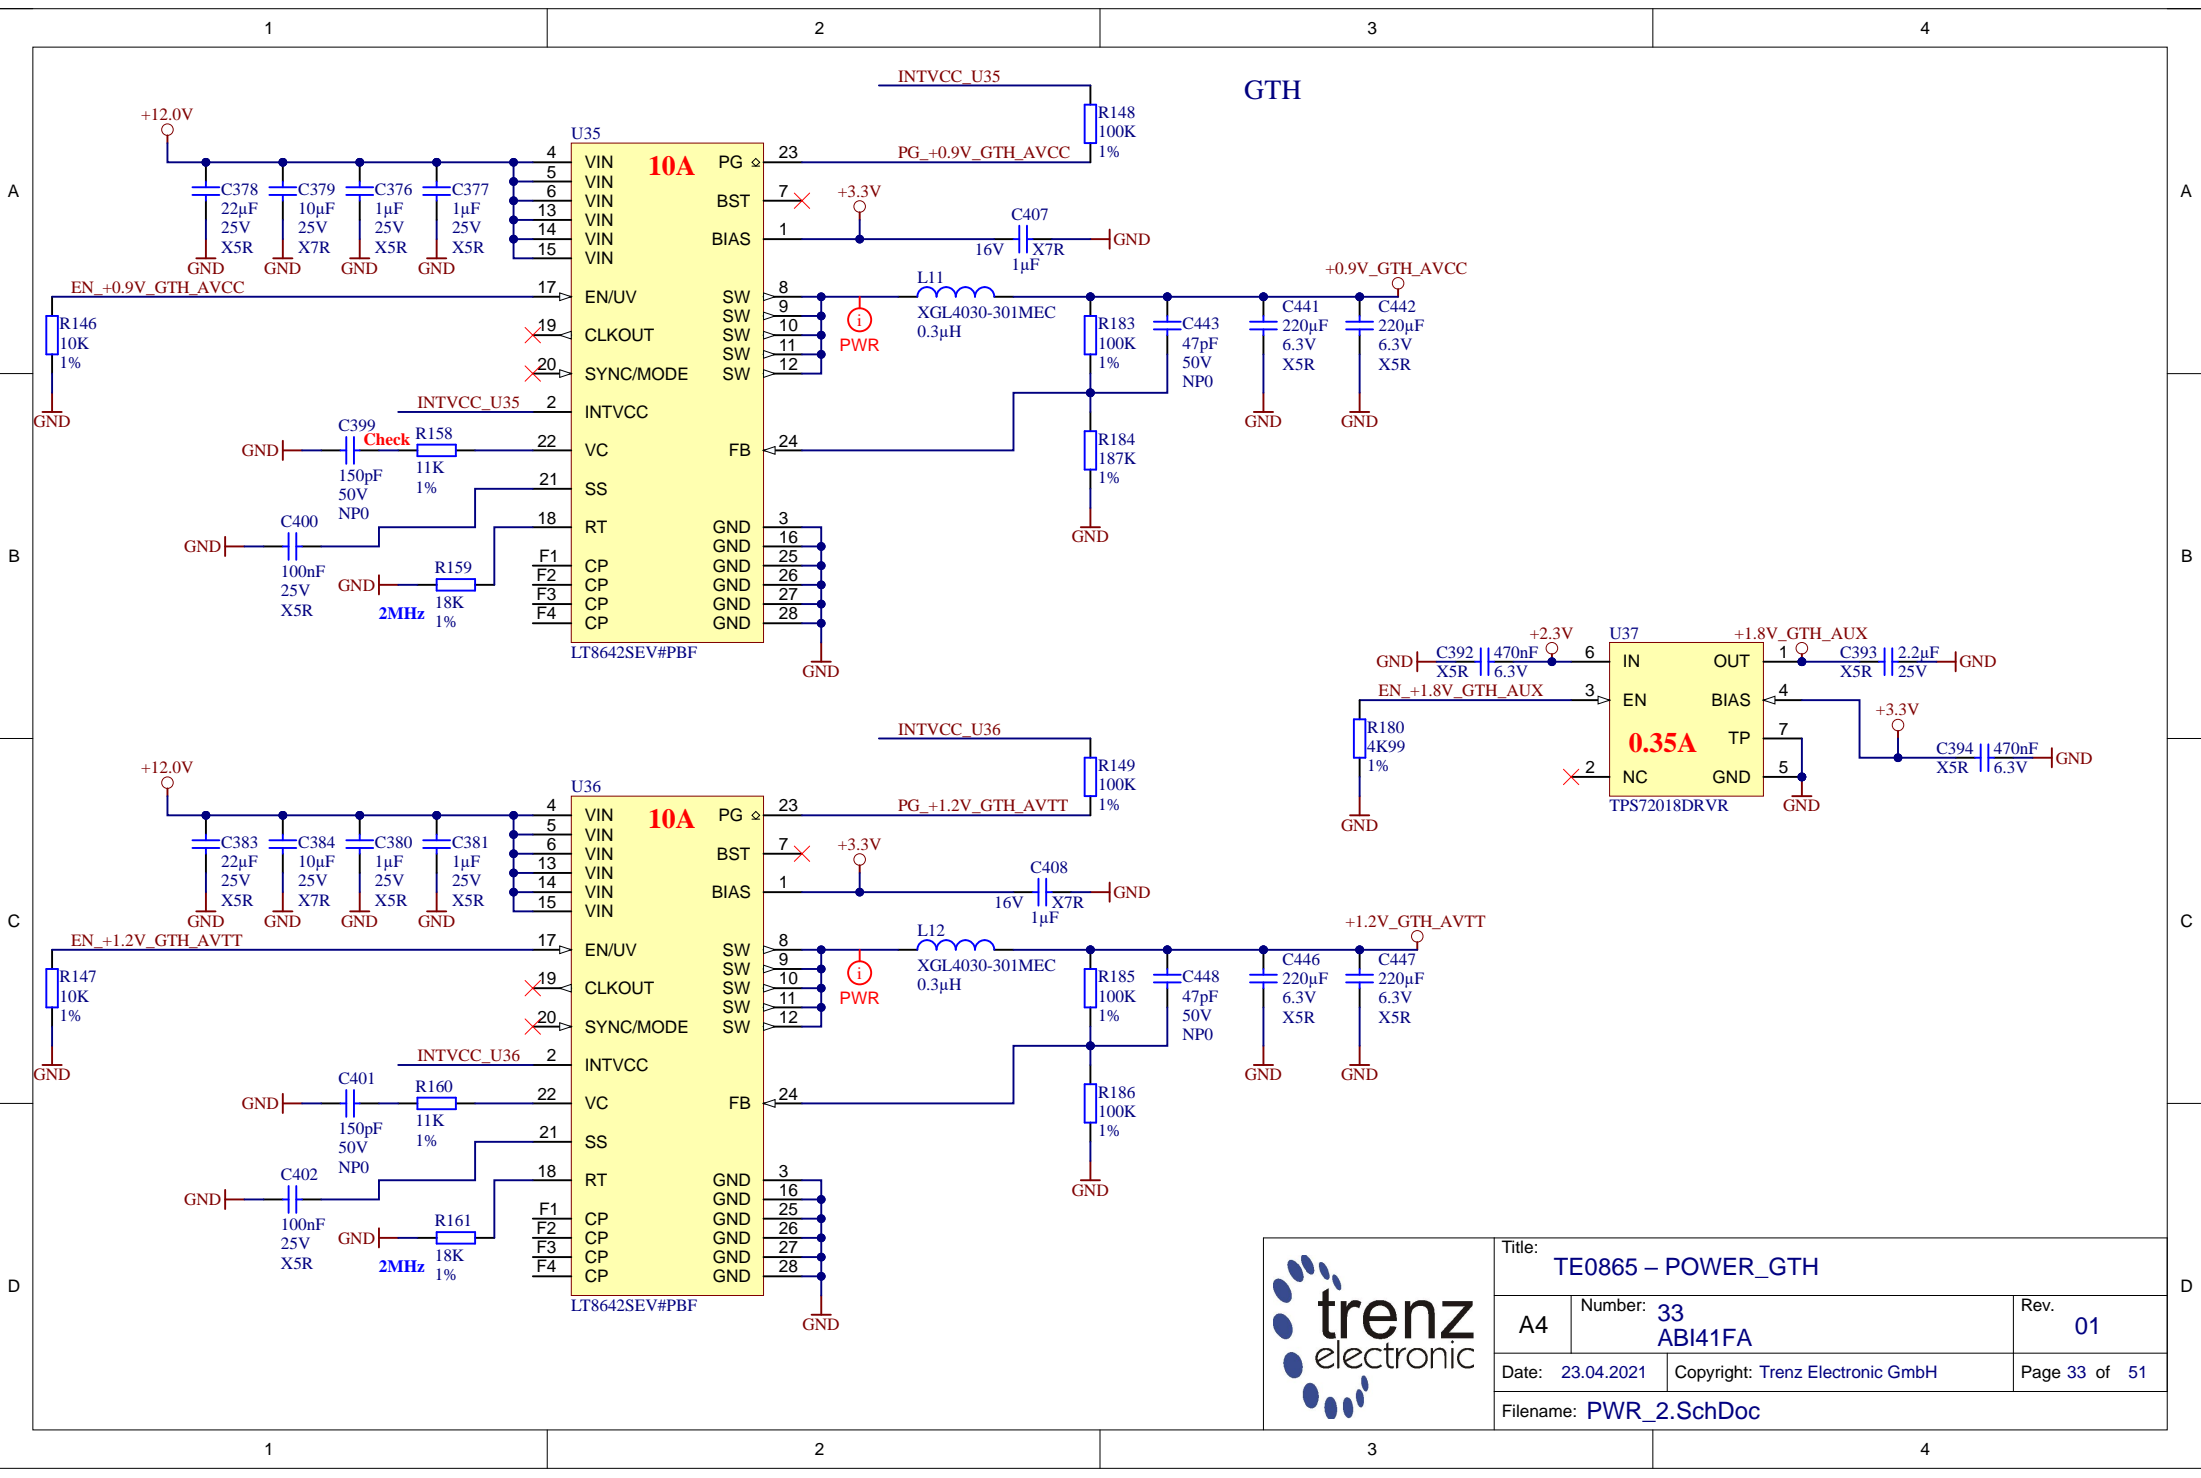 1 2 3 4
A
B
C
D
A
B
C
D
GTH
INTVCC_U35
R148
100K
1%
+12.0V
U35
10A
C378
22µF
25V
X5R
GND
C379
10µF
25V
X7R
GND
C376
1µF
25V
X5R
GND
C377
1µF
25V
X5R
GND
4 VIN
5 VIN
6 VIN
13 VIN
14 VIN
15 VIN
PG 23 PG_+0.9V_GTH_AVCC
BST 7
BIAS 1
+3.3V
C407
16V X7R
1µF
GND
EN_+0.9V_GTH_AVCC
17 EN/UV
R146
10K
1%
GND
19 CLKOUT
20 SYNC/MODE
INTVCC_U35 2 INTVCC
SW 8
SW 9
SW 10
SW 11
SW 12
PWR
L11
XGL4030-301MEC
0.3µH
+0.9V_GTH_AVCC
R183
100K
1%
C443
47pF
50V
NP0
C441
220µF
6.3V
X5R
GND
C442
220µF
6.3V
X5R
GND
GND
C399
150pF
50V
NP0
Check
R158
11K
1%
22 VC
FB 24
R184
187K
1%
GND
21 SS
GND
C400
100nF
25V
X5R
18 RT
GND
R159
18K
1%
2MHz
F1 CP
F2 CP
F3 CP
F4 CP
GND 3
GND 16
GND 25
GND 26
GND 27
GND 28
GND
LT8642SEV#PBF
U37
+2.3V
GND
C392
X5R
470nF
6.3V
6 IN
OUT 1
+1.8V_GTH_AUX
C393
X5R
2.2µF
25V
GND
EN_+1.8V_GTH_AUX
3 EN
BIAS 4
R180
4K99
1%
GND
0.35A
TP 7
2 NC
GND 5
GND
+3.3V
C394
X5R
470nF
6.3V
GND
TPS72018DRVR
INTVCC_U36
R149
100K
1%
+12.0V
U36
10A
C383
22µF
25V
X5R
GND
C384
10µF
25V
X7R
GND
C380
1µF
25V
X5R
GND
C381
1µF
25V
X5R
GND
4 VIN
5 VIN
6 VIN
13 VIN
14 VIN
15 VIN
PG 23 PG_+1.2V_GTH_AVTT
BST 7
BIAS 1
+3.3V
C408
16V X7R
1µF
GND
EN_+1.2V_GTH_AVTT
17 EN/UV
R147
10K
1%
GND
19 CLKOUT
20 SYNC/MODE
INTVCC_U36 2 INTVCC
SW 8
SW 9
SW 10
SW 11
SW 12
PWR
L12
XGL4030-301MEC
0.3µH
+1.2V_GTH_AVTT
R185
100K
1%
C448
47pF
50V
NP0
C446
220µF
6.3V
X5R
GND
C447
220µF
6.3V
X5R
GND
GND
C401
150pF
50V
NP0
R160
11K
1%
22 VC
FB 24
R186
100K
1%
GND
21 SS
GND
C402
100nF
25V
X5R
18 RT
GND
R161
18K
1%
2MHz
F1 CP
F2 CP
F3 CP
F4 CP
GND 3
GND 16
GND 25
GND 26
GND 27
GND 28
GND
LT8642SEV#PBF
trenz
electronic
Title:
TE0865 – POWER_GTH
A4
Number: 33
ABI41FA
Rev.
01
Date: 23.04.2021
Copyright: Trenz Electronic GmbH
Page 33 of 51
Filename: PWR_2.SchDoc
1 2 3 4